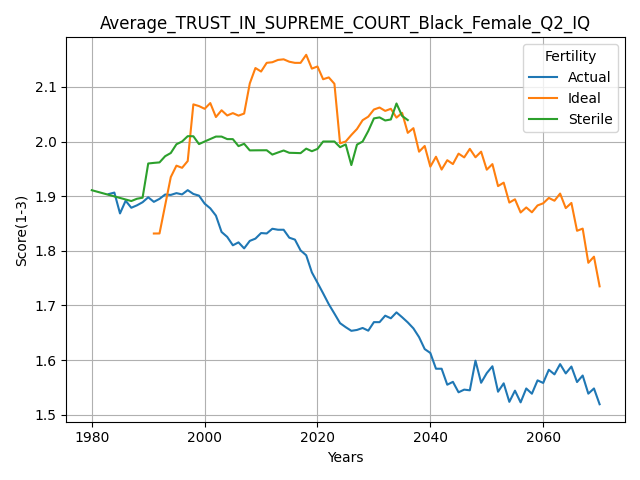 Average_TRUST_IN_SUPREME_COURT_Black_Female_Q2_IQ
Fertility
Actual
Ideal
Sterile
Score(1-3)
2.1
2.0
1.9
1.8
1.7
1.6
1.5
1980
2000
2020
2040
2060
Years